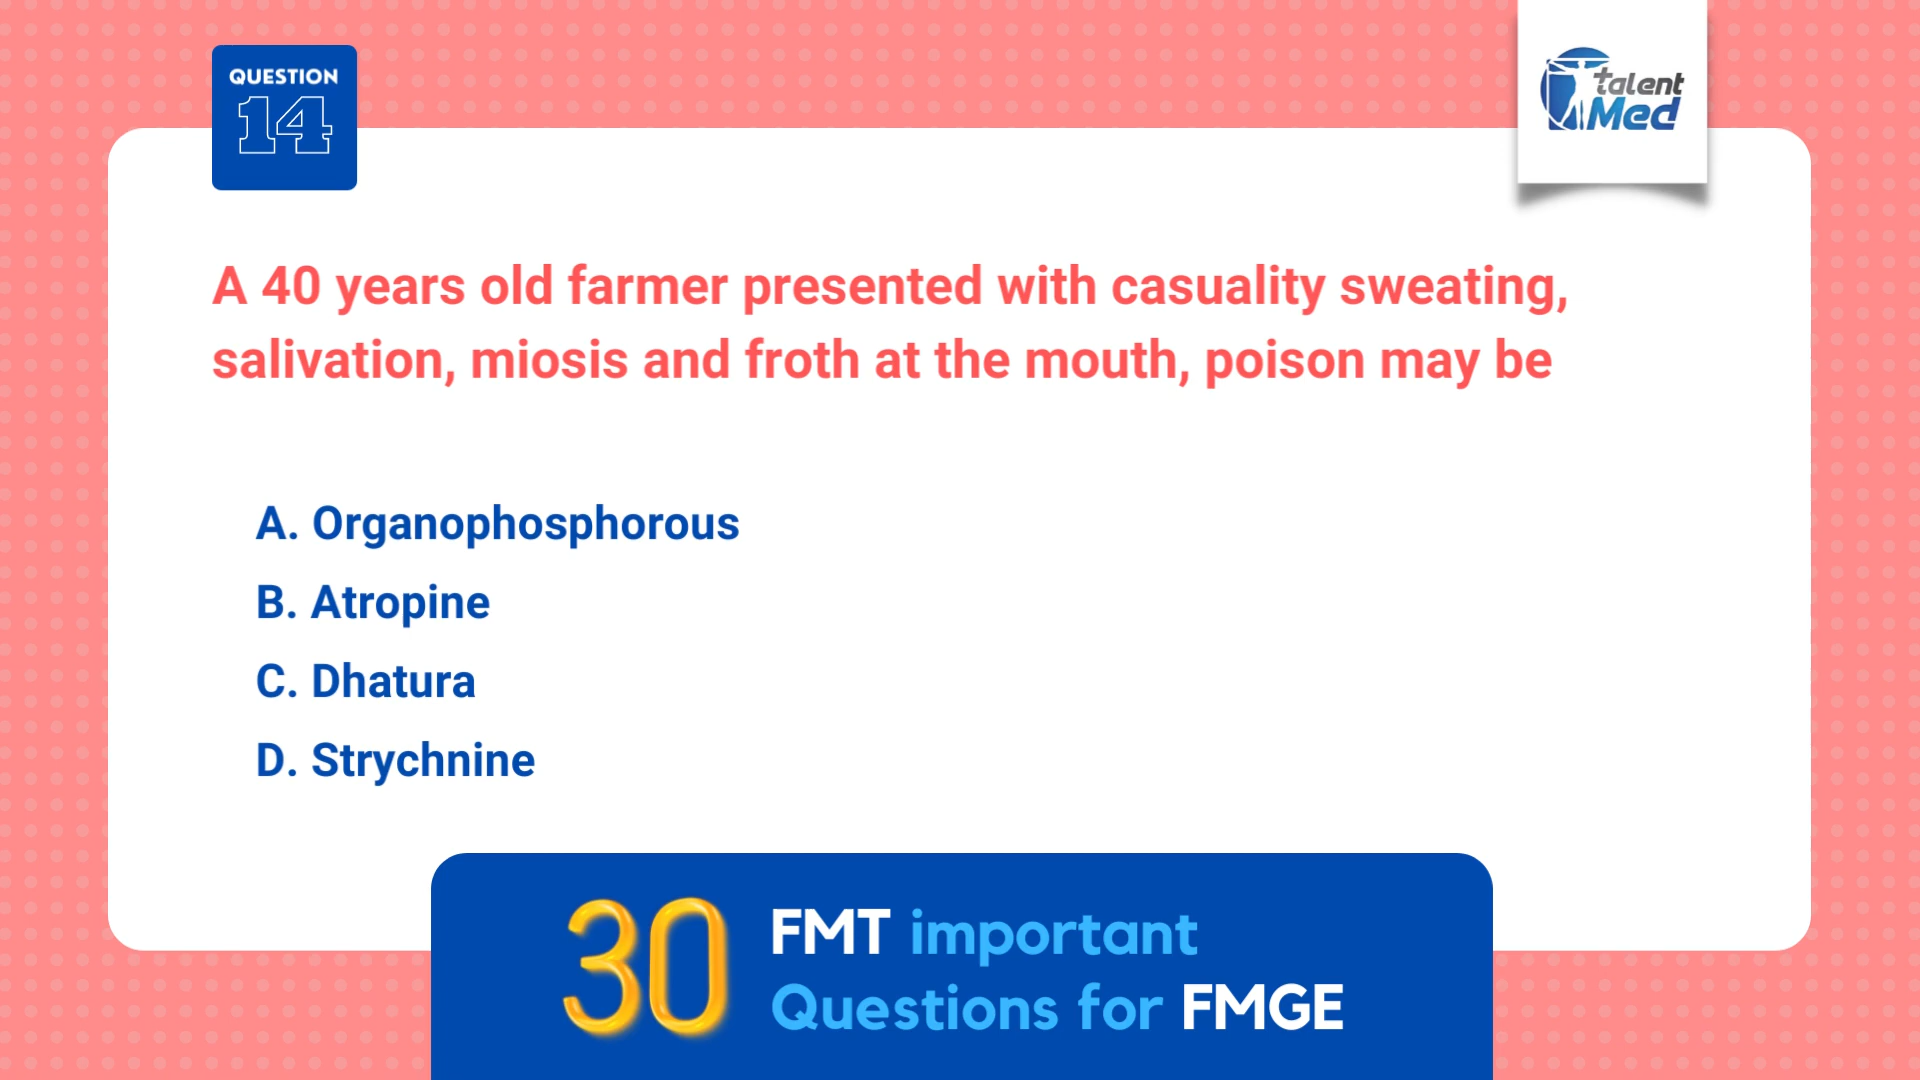 QUESTION
14
talent
Med
A 40 years old farmer presented with casuality sweating,
salivation, miosis and froth at the mouth, poison may be
A. Organophosphorous
B. Atropine
C. Dhatura
D. Strychnine
30 FMT important
Questions for FMGE